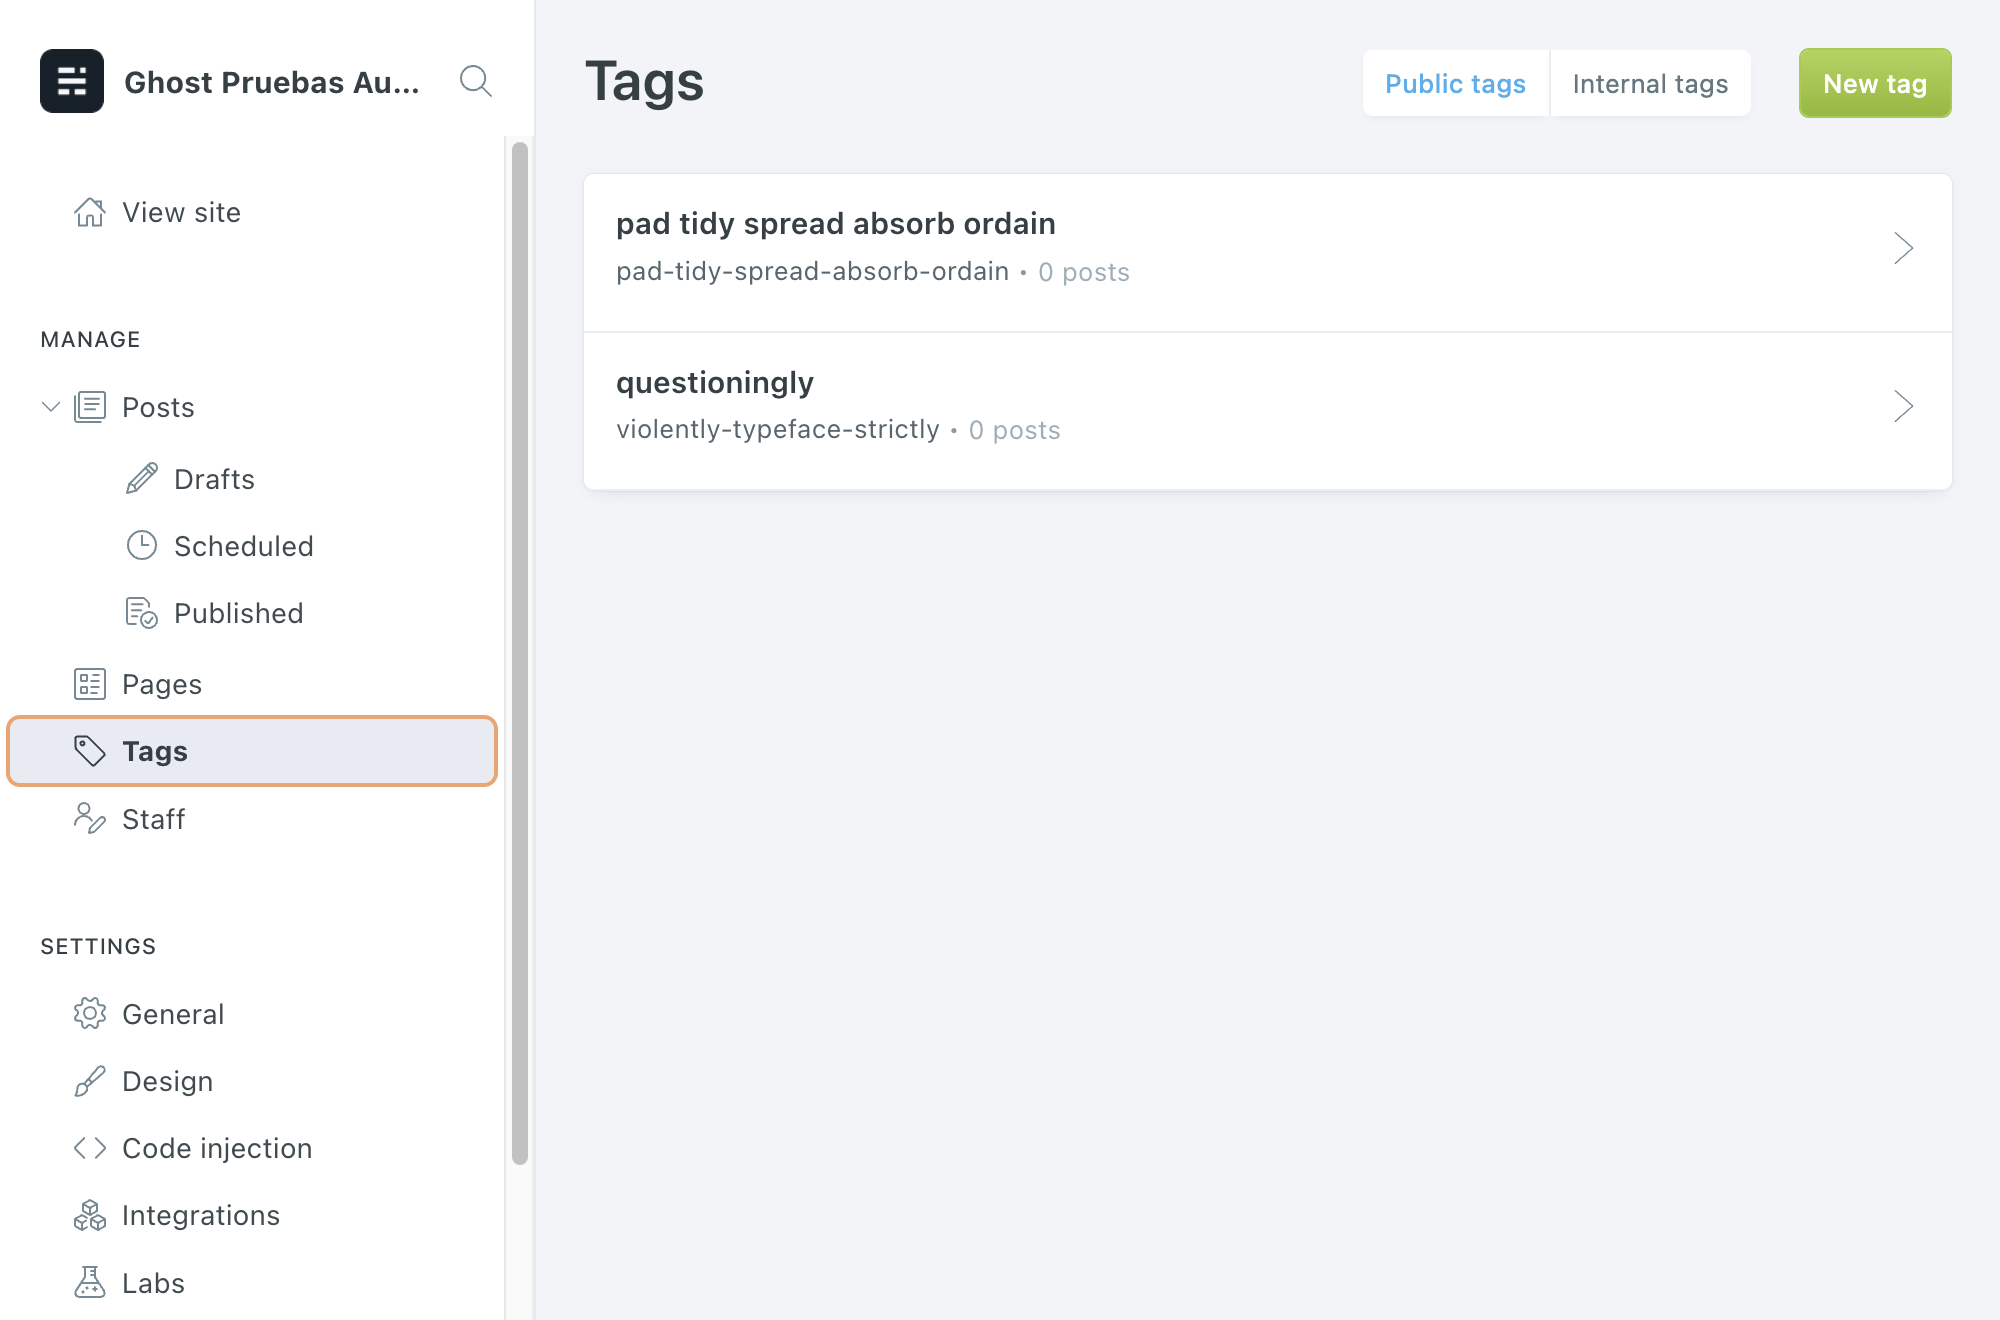 Ghost Pruebas Au...
View site
MANAGE
Posts
Drafts
Scheduled
Published
Pages
Tags
Staff
SETTINGS
General
Design
Code injection
Integrations
Labs
Tags
Public tags
Internal tags
New tag
pad tidy spread absorb ordain
pad-tidy-spread-absorb-ordain • 0 posts
questioningly
violently-typeface-strictly • 0 posts